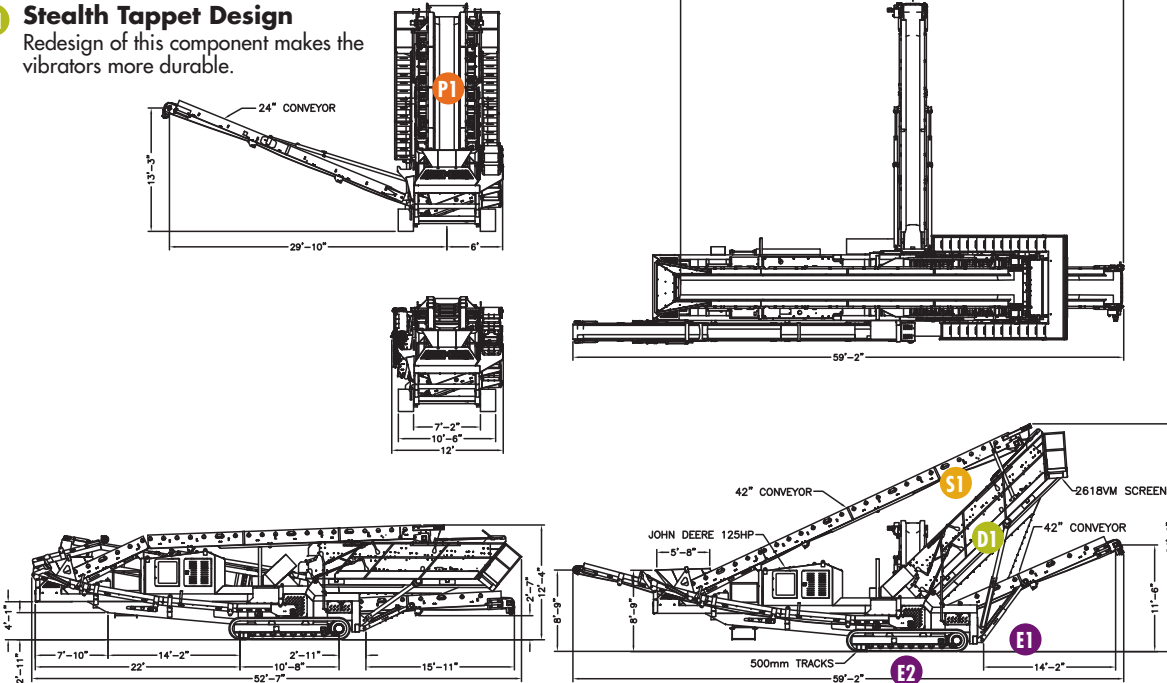 Stealth Tappet Design
Redesign of this component makes the
vibrators more durable.
P1
24" CONVEYOR
13'-3"
29'-10"
6'
59'-2"
7'-2"
10'-6"
12'
42" CONVEYOR
S1
2618VM SCREEN
D1
42" CONVEYOR
JOHN DEERE 125HP
5'-8"
8'-9"
8'-9"
11'-6"
E1
14'-2"
500mm TRACKS
E2
59'-2"
4'-1"
2'-11"
7'-10"
14'-2"
2'-11"
22'
10'-8"
15'-11"
52'-7"
2'-7"
12'-4"